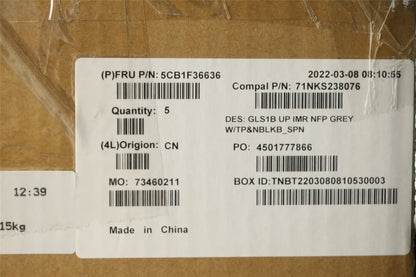 (P)FRU P/N: 5CB1F36636
2022-03-08 08:10:55
Compal P/N: 71NKS238076
Quantity: 5
DES: GLS1B UP IMR NFP GREY
W/TP&NBLKB_SPN
(4L)Origion: CN
PO: 4501777866
MO: 73460211
BOX ID:TNBT2203080810530003
Made in China
12:39
15kg